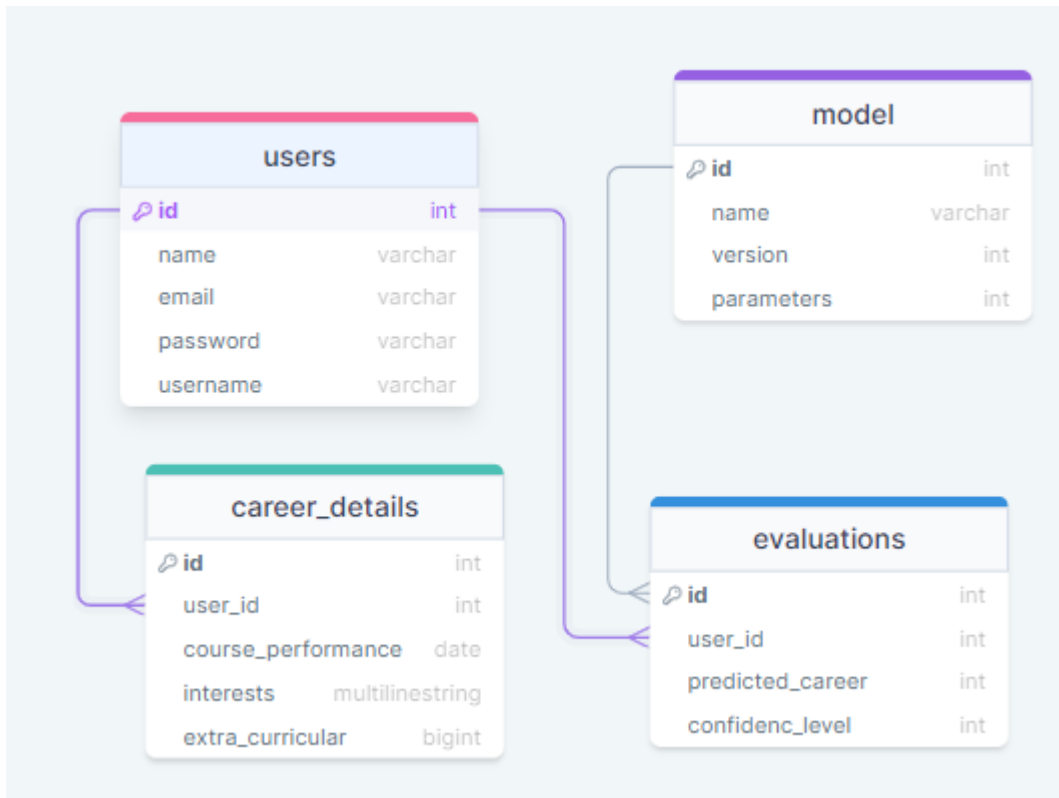 users
id int
name varchar
email varchar
password varchar
username varchar
model
id int
name varchar
version int
parameters int
career_details
id int
user_id int
course_performance date
interests multilinestring
extra_curricular bigint
evaluations
id int
user_id int
predicted_career int
confidenc_level int